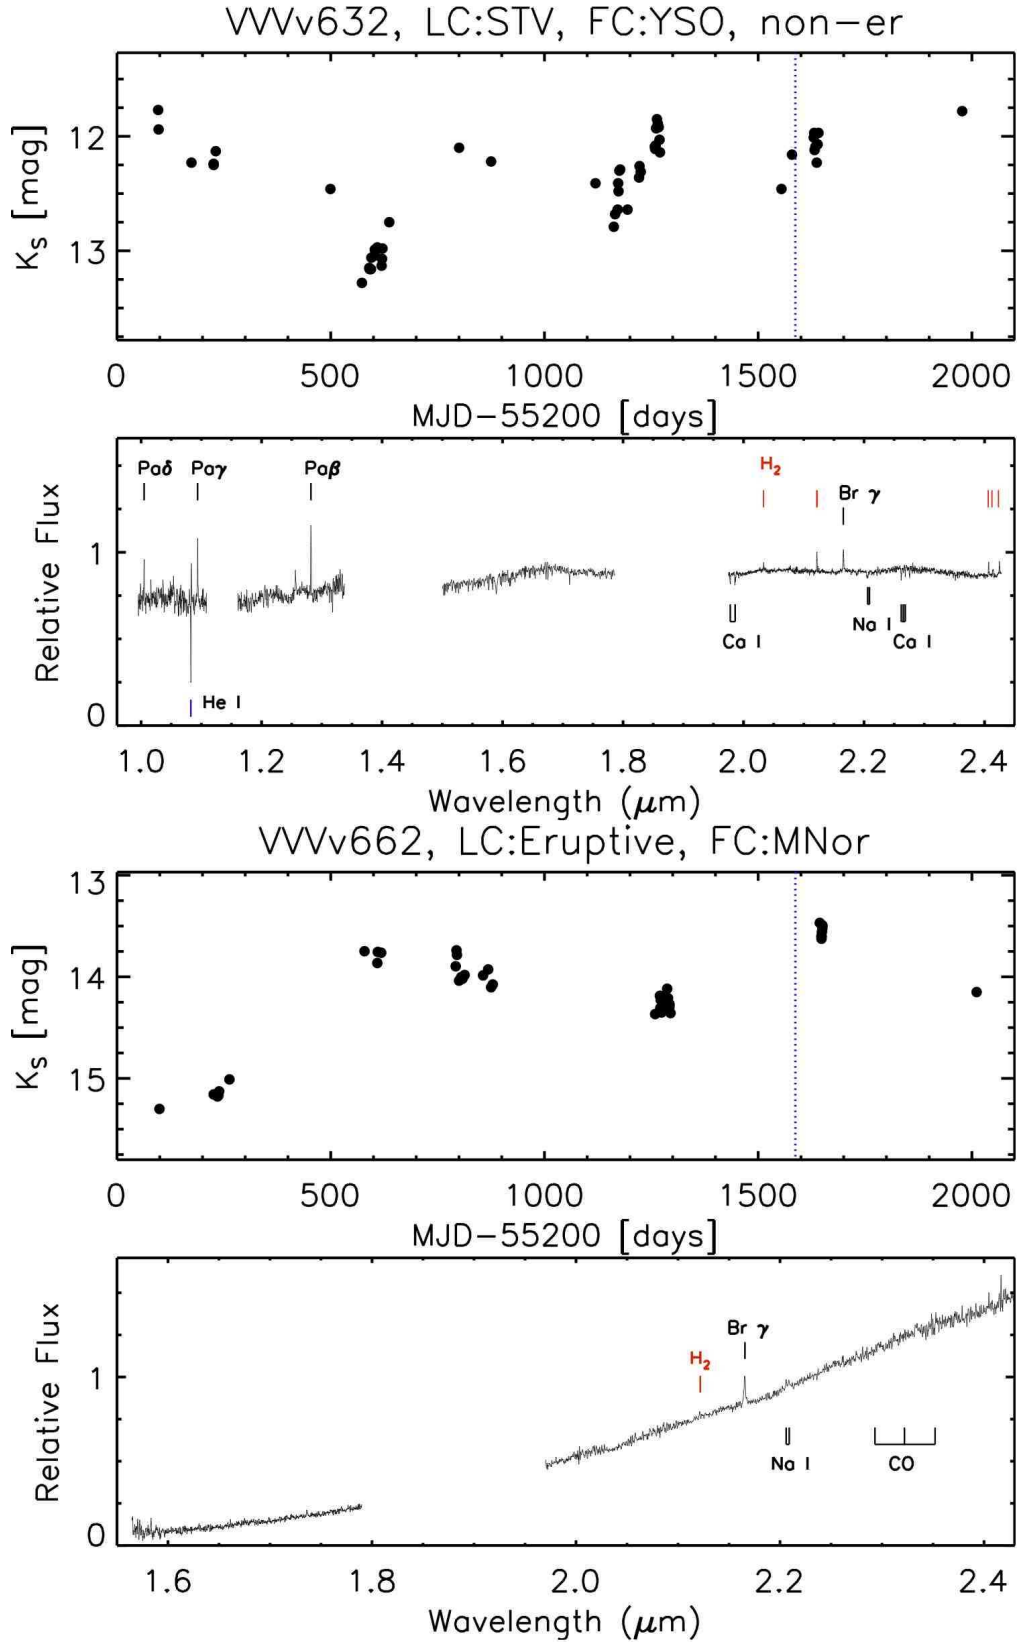 VVVv632, LC:STV, FC:YSO, non-er
12
13
Ks [mag]
0 500 1000 1500 2000
MJD-55200 [days]
Paδ Paγ Paβ H2
Br γ
1
0
Relative Flux
Ca I Na I Ca I
He I
1.0 1.2 1.4 1.6 1.8 2.0 2.2 2.4
Wavelength (μm)
VVVv662, LC:Eruptive, FC:MNor
13
14
15
Ks [mag]
0 500 1000 1500 2000
MJD-55200 [days]
Br γ
H2
1
0
Relative Flux
Na I CO
1.6 1.8 2.0 2.2 2.4
Wavelength (μm)